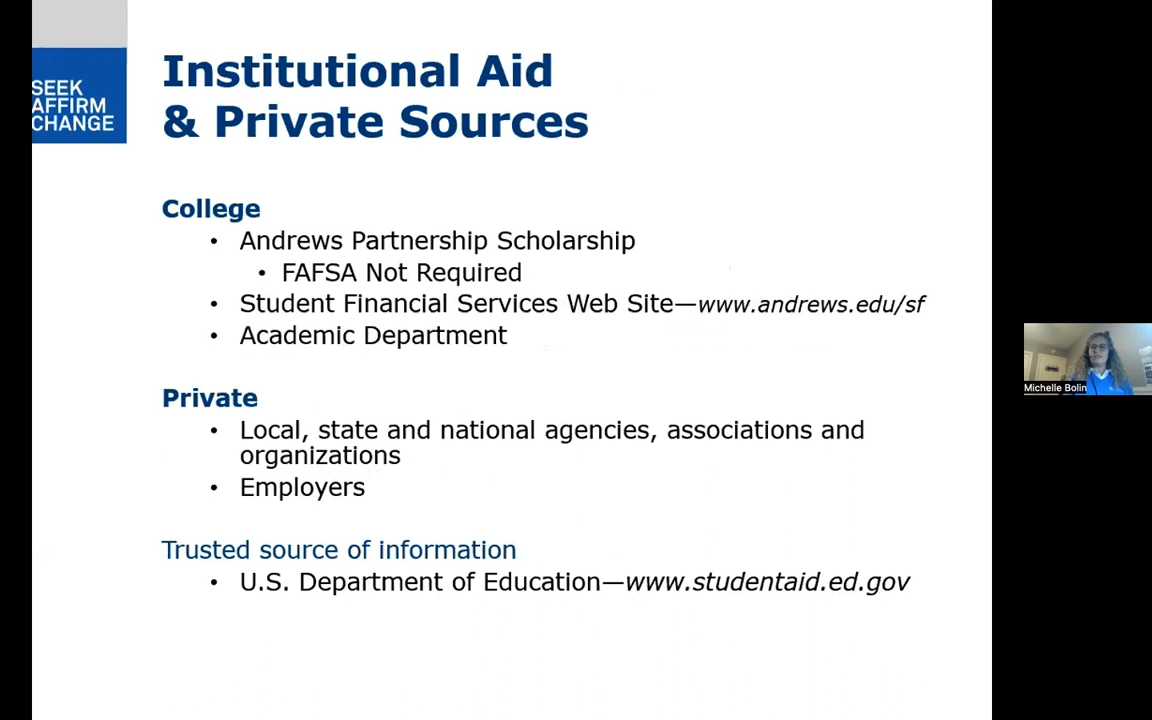 SEEK
AFFIRM
CHANGE
Institutional Aid
& Private Sources
College
• Andrews Partnership Scholarship
• FAFSA Not Required
• Student Financial Services Web Site—www.andrews.edu/sf
• Academic Department
Private
• Local, state and national agencies, associations and
organizations
• Employers
Trusted source of information
• U.S. Department of Education—www.studentaid.ed.gov
Michelle Bolin